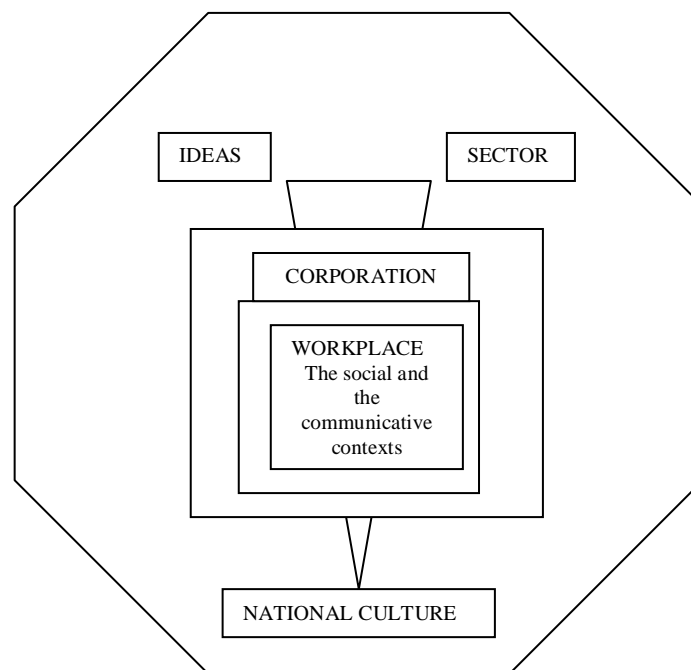 IDEAS
SECTOR
CORPORATION
WORKPLACE
The social and
the
communicative
contexts
NATIONAL CULTURE